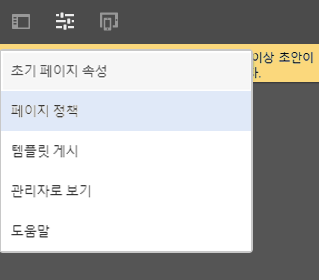 이상 초안이
다.
초기 페이지 속성
페이지 정책
템플릿 게시
관리자로 보기
도움말